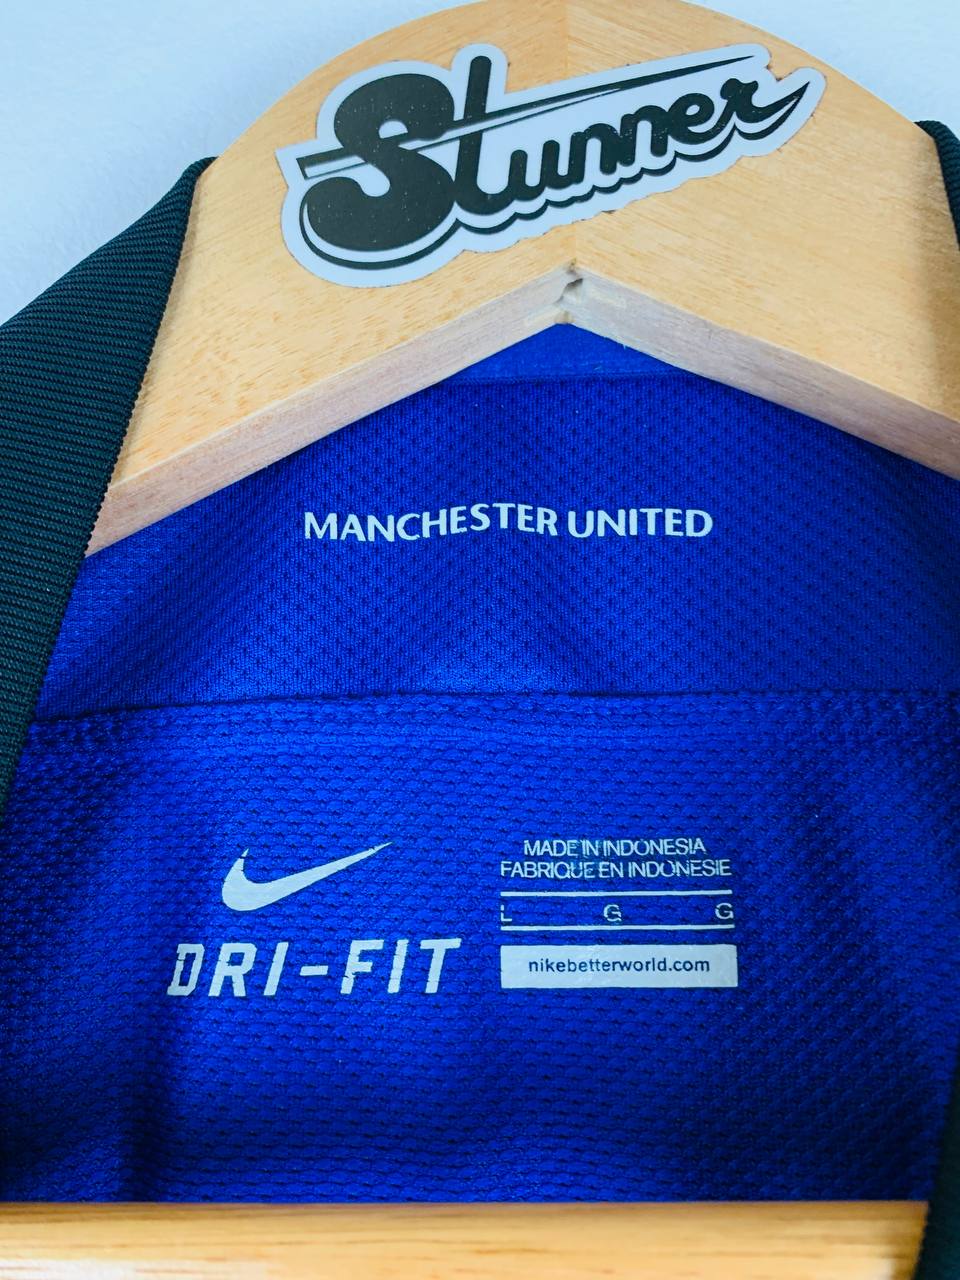 Stunner
MANCHESTER UNITED
DRI-FIT
MADE IN INDONESIA
FABRIQUE EN INDONESIE
L G G
nikebetterworld.com